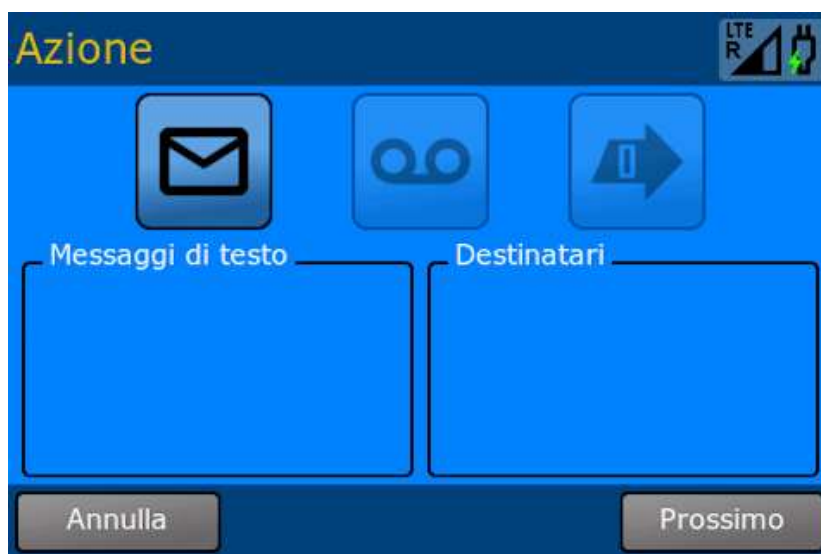 Azione
LTE
R
Messaggi di testo
Destinatari
Annulla
Prossimo